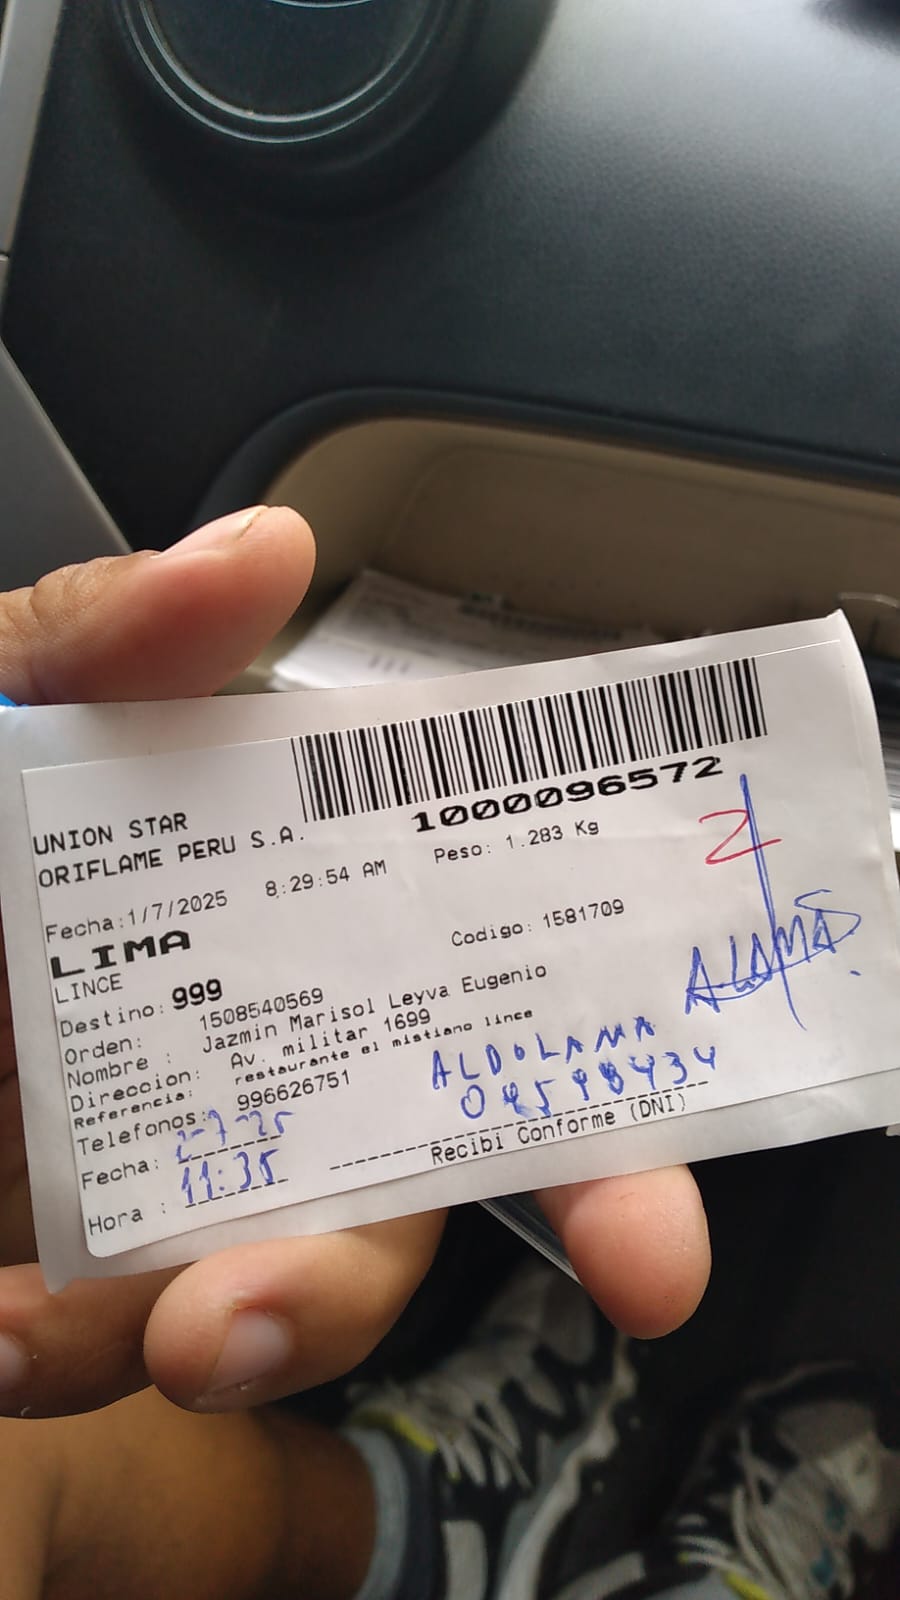 1000096572
UNION STAR
ORIFLAME PERU S.A.
Fecha:1/7/2025 8:29:54 AM Peso: 1.283 Kg
2
LIMA
LINCE
Codigo: 1581709
Destino: 999
Orden: 1508540569
Nombre : Jazmin Marisol Leyva Eugenio
Direccion: Av. militar 1699
Referencia: restaurante el mistiano lince
Telefonos: 996626751
ALDOLAMA
Fecha: 2-7-25
Hora : 11:35
Recibi Conforme (DNI)